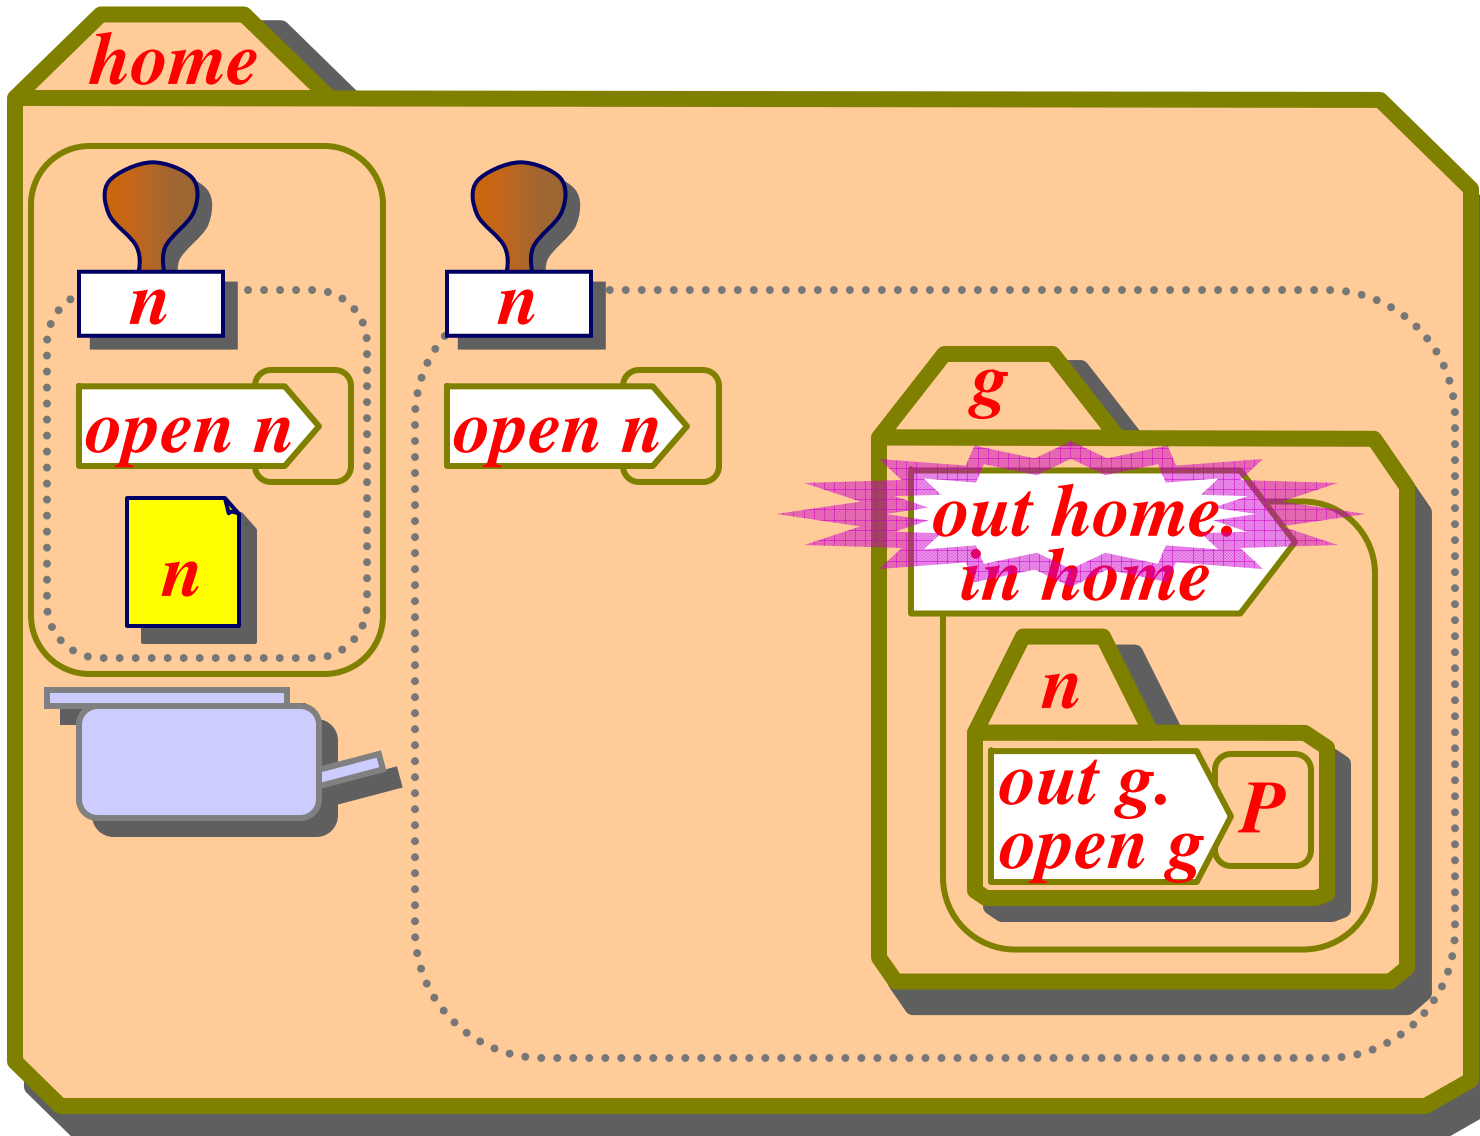 home
n
open n
n
n
open n
g
out home.
in home
n
out g.
open g
P